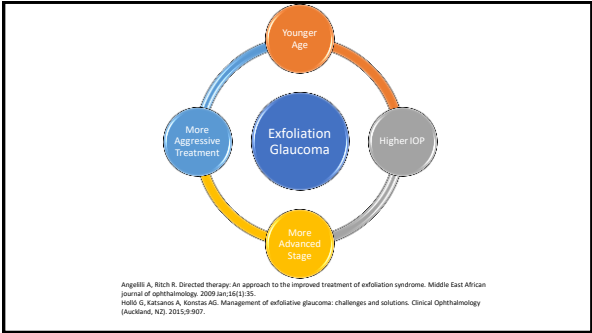 Younger
Age
More
Aggressive
Treatment
Exfoliation
Glaucoma
Higher IOP
More
Advanced
Stage
Angelilli A, Ritch R. Directed therapy: An approach to the improved treatment of exfoliation syndrome. Middle East African
journal of ophthalmology. 2009 Jan;16(1):35.
Holló G, Katsanos A, Konstas AG. Management of exfoliative glaucoma: challenges and solutions. Clinical Ophthalmology
(Auckland, NZ). 2015;9:907.